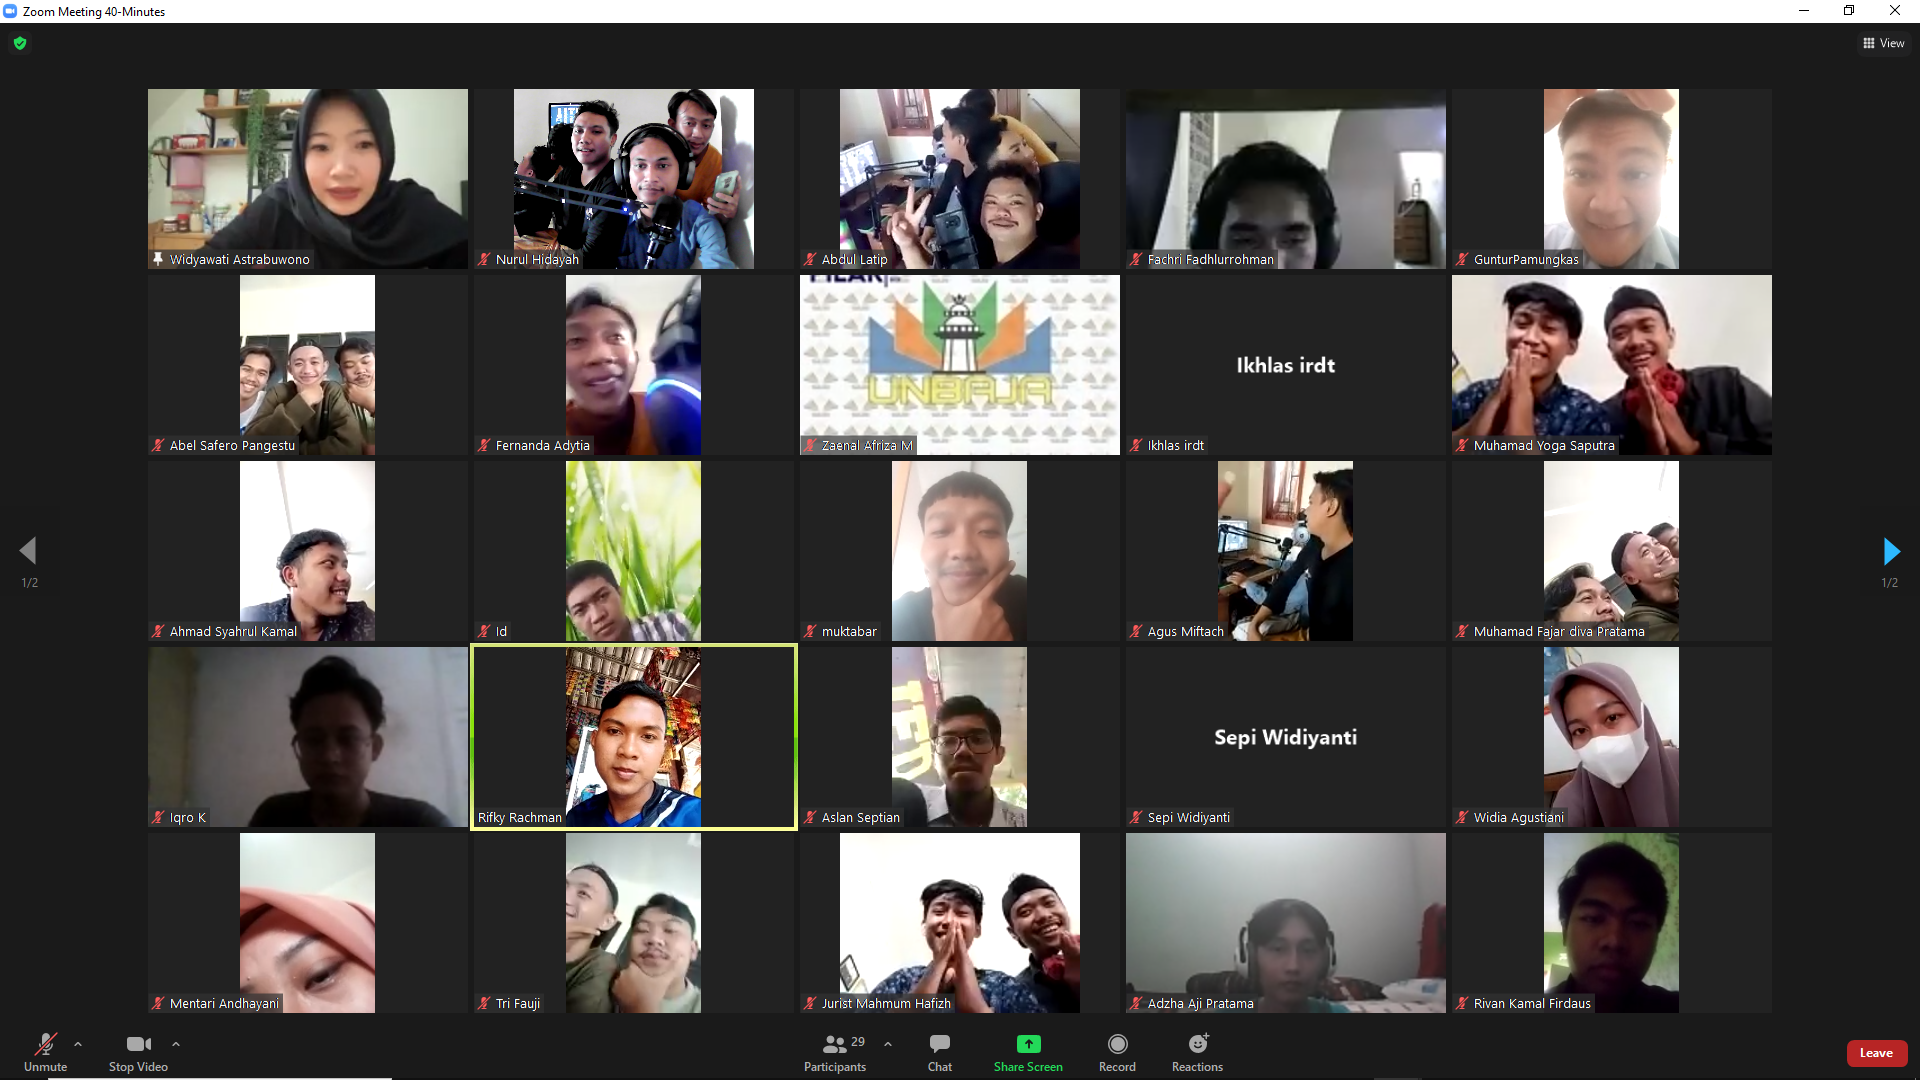 Zoom Meeting 40-Minutes
View
Widyawati Astrabuwono
Nurul Hidayah
Abdul Latip
Fachri Fadhlurrohman
GunturPamungkas
Abel Safero Pangestu
Fernanda Adytia
UNBAJA
Zaenal Afriza M
Ikhlas irdt
Ikhlas irdt
Muhamad Yoga Saputra
Ahmad Syahrul Kamal
Id
muktabar
Agus Miftach
Muhamad Fajar diva Pratama
1/2
1/2
Iqro K
Rifky Rachman
Aslan Septian
Sepi Widiyanti
Sepi Widiyanti
Widia Agustiani
Mentari Andhayani
Tri Fauji
Jurist Mahmum Hafizh
Adzha Aji Pratama
Rivan Kamal Firdaus
Unmute
Stop Video
29
Participants
Chat
Share Screen
Record
Reactions
Leave